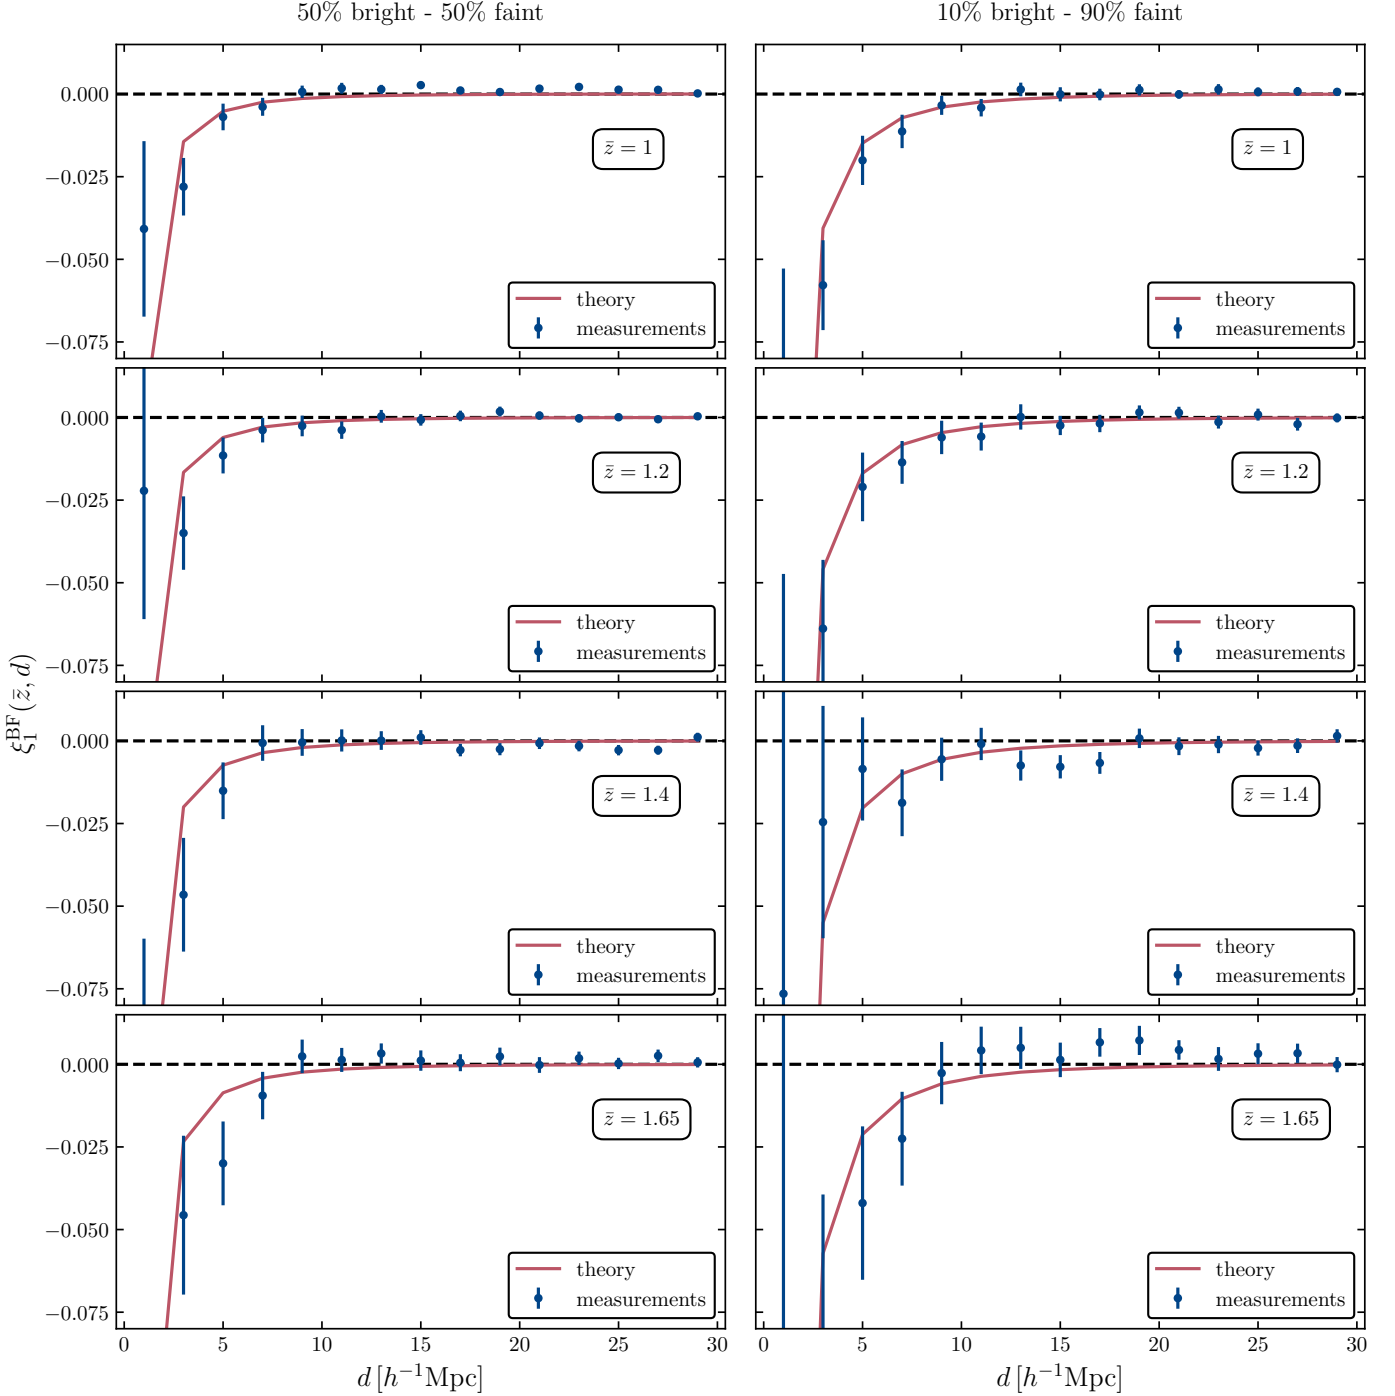 50% bright - 50% faint
10% bright - 90% faint
0.000
−0.025
−0.050
−0.075
z̄ = 1
theory
measurements
z̄ = 1
theory
measurements
0.000
−0.025
−0.050
−0.075
z̄ = 1.2
theory
measurements
z̄ = 1.2
theory
measurements
ξ₁^BF(z̄, d)
0.000
−0.025
−0.050
−0.075
z̄ = 1.4
theory
measurements
z̄ = 1.4
theory
measurements
0.000
−0.025
−0.050
−0.075
z̄ = 1.65
theory
measurements
z̄ = 1.65
theory
measurements
0 5 10 15 20 25 30
0 5 10 15 20 25 30
d [h⁻¹Mpc]
d [h⁻¹Mpc]